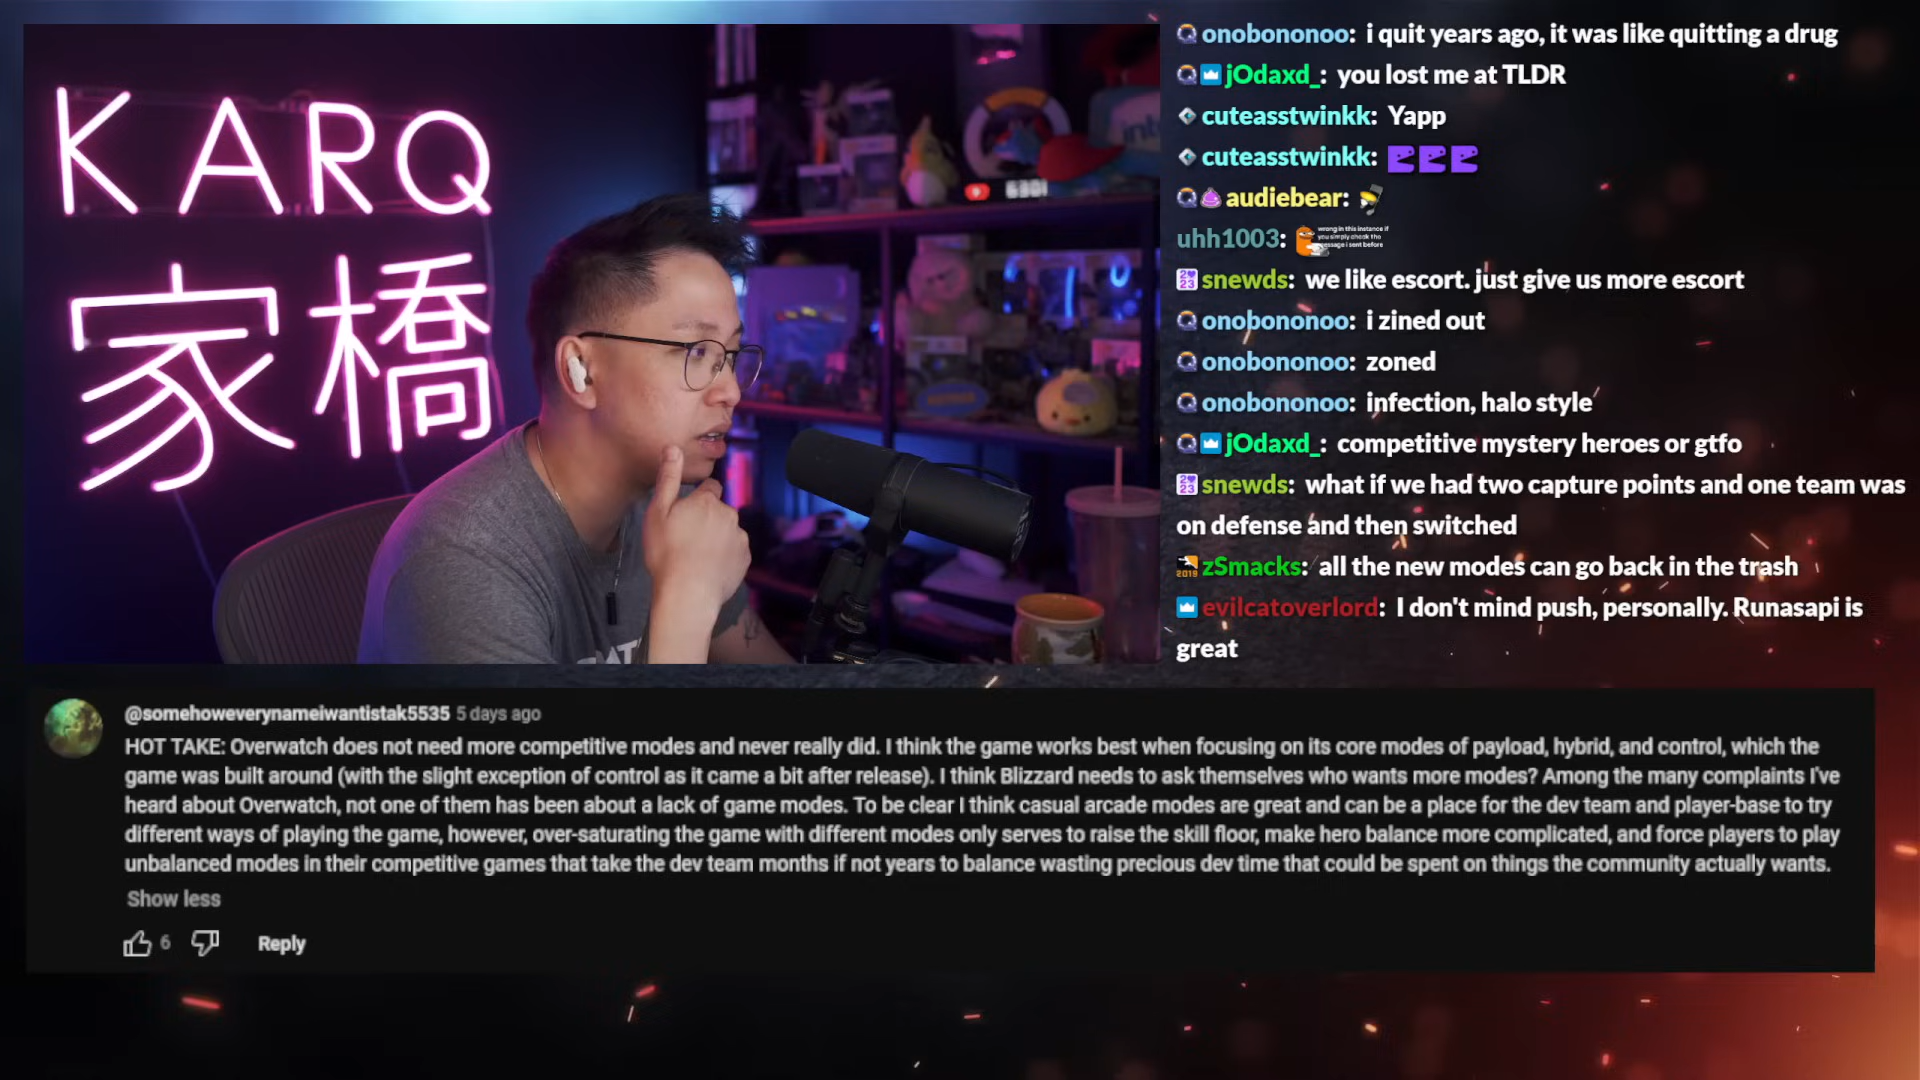 KARQ
家橋
6301
onobononoo: i quit years ago, it was like quitting a drug
jOdaxd_: you lost me at TLDR
cuteasstwinkk: Yapp
cuteasstwinkk:
audiebear:
uhh1003: wrong in this instance if
you simply check the
message i sent before
snewds: we like escort. just give us more escort
onobononoo: i zined out
onobononoo: zoned
onobononoo: infection, halo style
jOdaxd_: competitive mystery heroes or gtfo
snewds: what if we had two capture points and one team was
on defense and then switched
zSmacks: all the new modes can go back in the trash
evilcatoverlord: I don't mind push, personally. Runasapi is
great
@somehoweverynameiwantistak5535 5 days ago
HOT TAKE: Overwatch does not need more competitive modes and never really did. I think the game works best when focusing on its core modes of payload, hybrid, and control, which the
game was built around (with the slight exception of control as it came a bit after release). I think Blizzard needs to ask themselves who wants more modes? Among the many complaints I've
heard about Overwatch, not one of them has been about a lack of game modes. To be clear I think casual arcade modes are great and can be a place for the dev team and player-base to try
different ways of playing the game, however, over-saturating the game with different modes only serves to raise the skill floor, make hero balance more complicated, and force players to play
unbalanced modes in their competitive games that take the dev team months if not years to balance wasting precious dev time that could be spent on things the community actually wants.
Show less
6 Reply